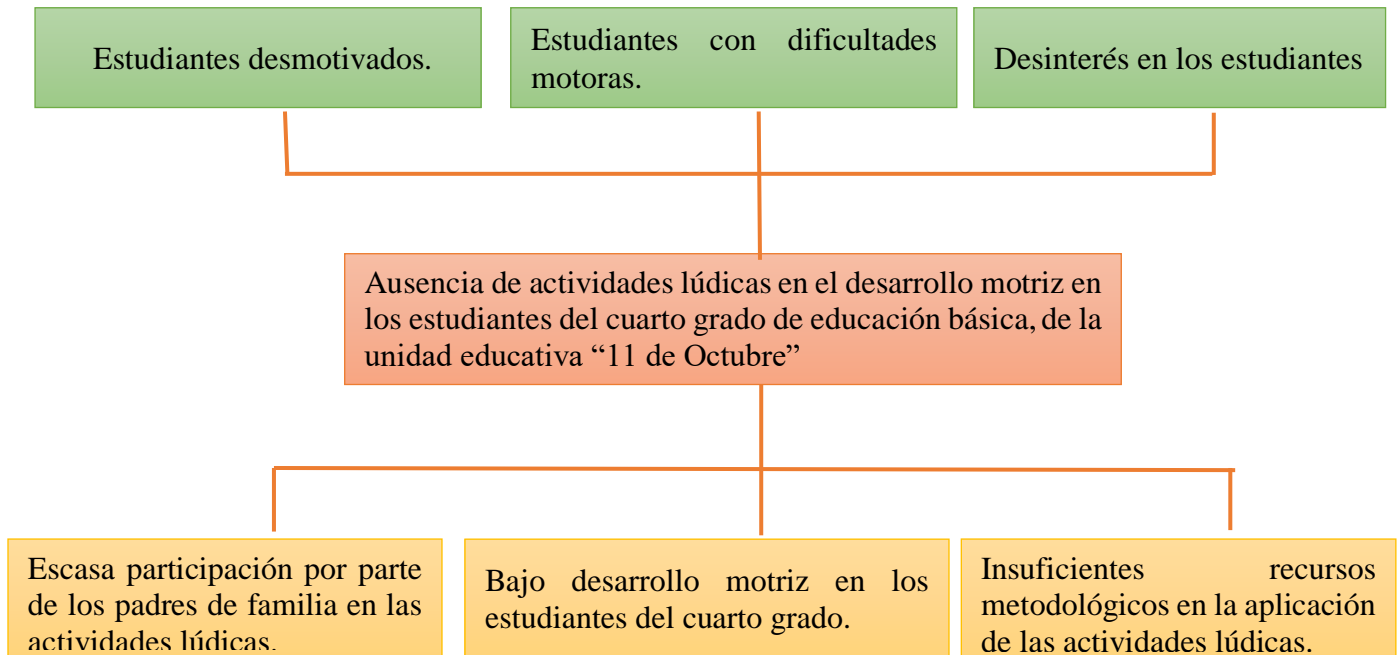 Estudiantes desmotivados.
Estudiantes con dificultades
motoras.
Desinterés en los estudiantes
Ausencia de actividades lúdicas en el desarrollo motriz en
los estudiantes del cuarto grado de educación básica, de la
unidad educativa “11 de Octubre”
Escasa participación por parte
de los padres de familia en las
actividades lúdicas.
Bajo desarrollo motriz en los
estudiantes del cuarto grado.
Insuficientes recursos
metodológicos en la aplicación
de las actividades lúdicas.